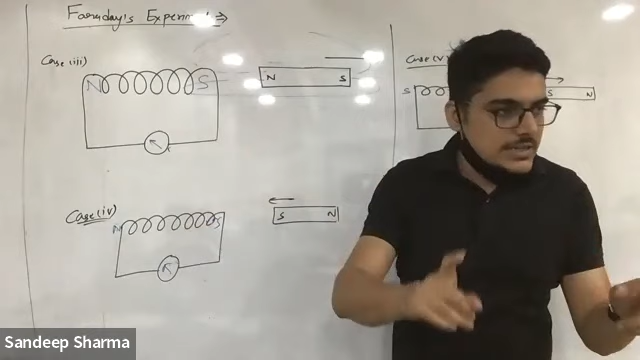 Faraday's Experiment ⇒
Case (iii)
N S
N S
Case (v)
S S N
Case (iv)
N S
S N
Sandeep Sharma